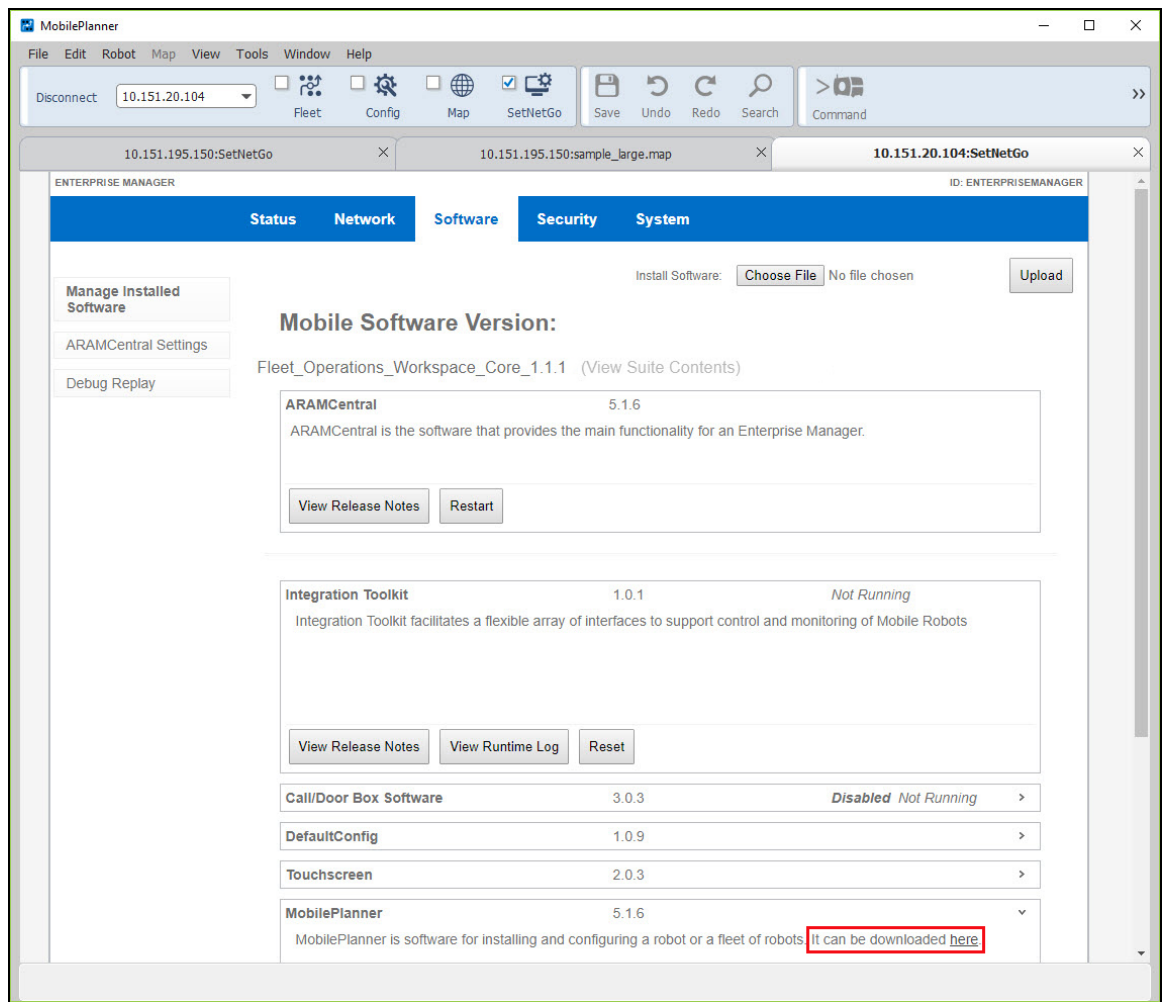 MobilePlanner
File Edit Robot Map View Tools Window Help
Disconnect 10.151.20.104 Fleet Config Map SetNetGo Save Undo Redo Search >Command
10.151.195.150:SetNetGo 10.151.195.150:sample_large.map 10.151.20.104:SetNetGo
ENTERPRISE MANAGER ID: ENTERPRISEMANAGER
Status Network Software Security System
Install Software: Choose File No file chosen Upload
Manage Installed
Software
ARAMCentral Settings
Debug Replay
Mobile Software Version:
Fleet_Operations_Workspace_Core_1.1.1 (View Suite Contents)
ARAMCentral 5.1.6
ARAMCentral is the software that provides the main functionality for an Enterprise Manager.
View Release Notes Restart
Integration Toolkit 1.0.1 Not Running
Integration Toolkit facilitates a flexible array of interfaces to support control and monitoring of Mobile Robots
View Release Notes View Runtime Log Reset
Call/Door Box Software 3.0.3 Disabled Not Running
DefaultConfig 1.0.9
Touchscreen 2.0.3
MobilePlanner 5.1.6
MobilePlanner is software for installing and configuring a robot or a fleet of robots. It can be downloaded here.